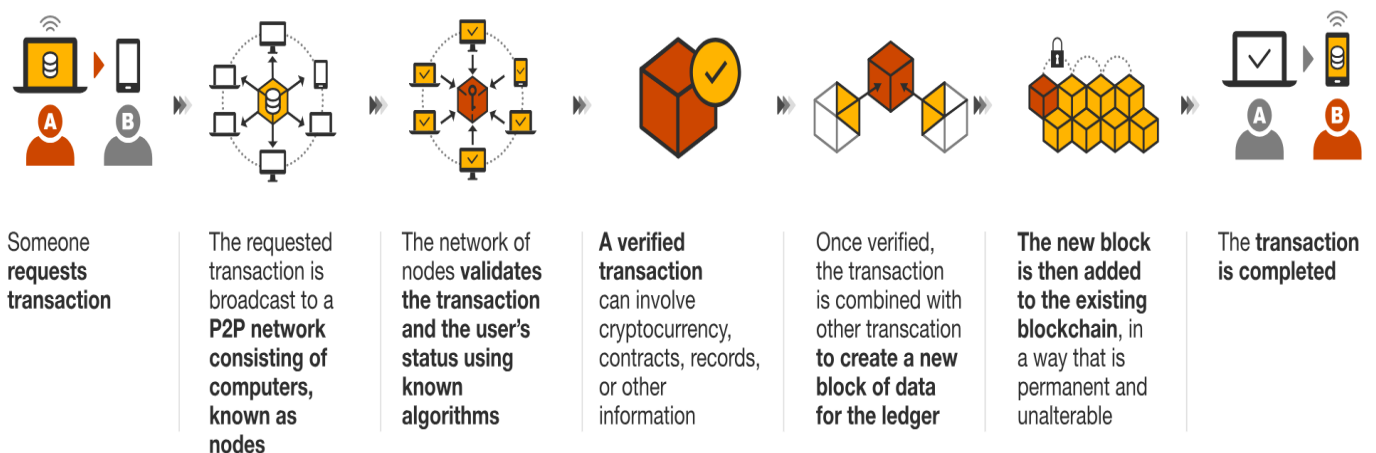 A
B
A
B
Someone
requests
transaction
The requested
transaction is
broadcast to a
P2P network
consisting of
computers,
known as
nodes
The network of
nodes validates
the transaction
and the user's
status using
known
algorithms
A verified
transaction
can involve
cryptocurrency,
contracts, records,
or other
information
Once verified,
the transaction
is combined with
other transcation
to create a new
block of data
for the ledger
The new block
is then added
to the existing
blockchain, in
a way that is
permanent and
unalterable
The transaction
is completed